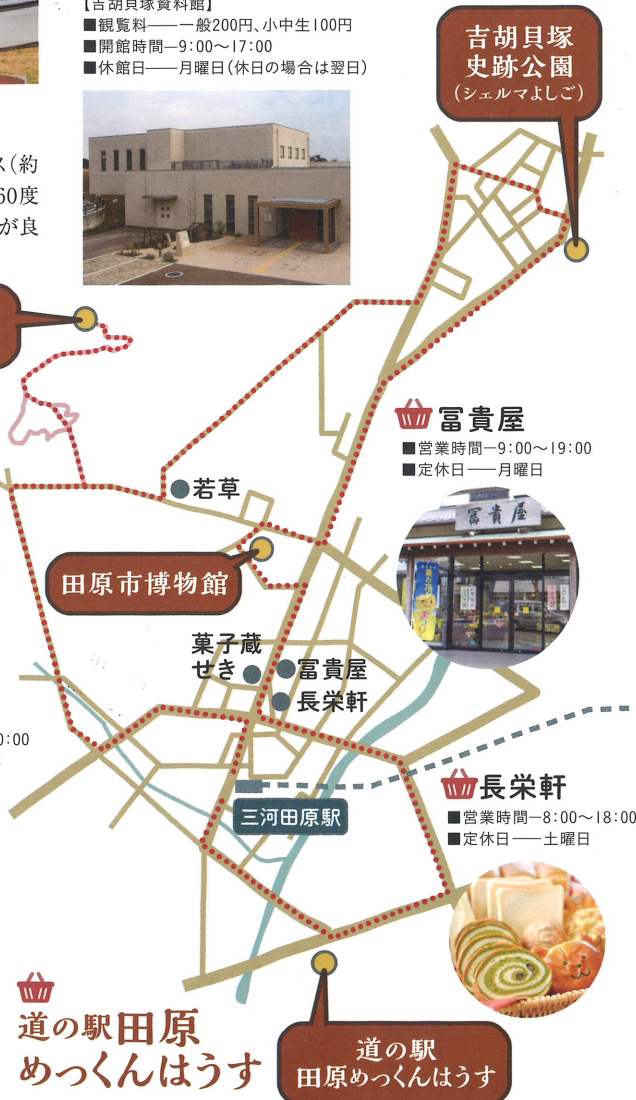 【吉胡貝塚資料館】
■観覧料――一般200円、小中生100円
■開館時間―9:00～17:00
■休館日――月曜日(休日の場合は翌日)
ス(約
60度
が良
吉胡貝塚
史跡公園
(シェルマよしご)
冨貴屋
■営業時間―9:00～19:00
■定休日――月曜日
冨貴屋
若草
田原市博物館
菓子蔵
せき
冨貴屋
長栄軒
0:00
三河田原駅
長栄軒
■営業時間―8:00～18:00
■定休日――土曜日
道の駅田原
めっくんはうす
道の駅
田原めっくんはうす